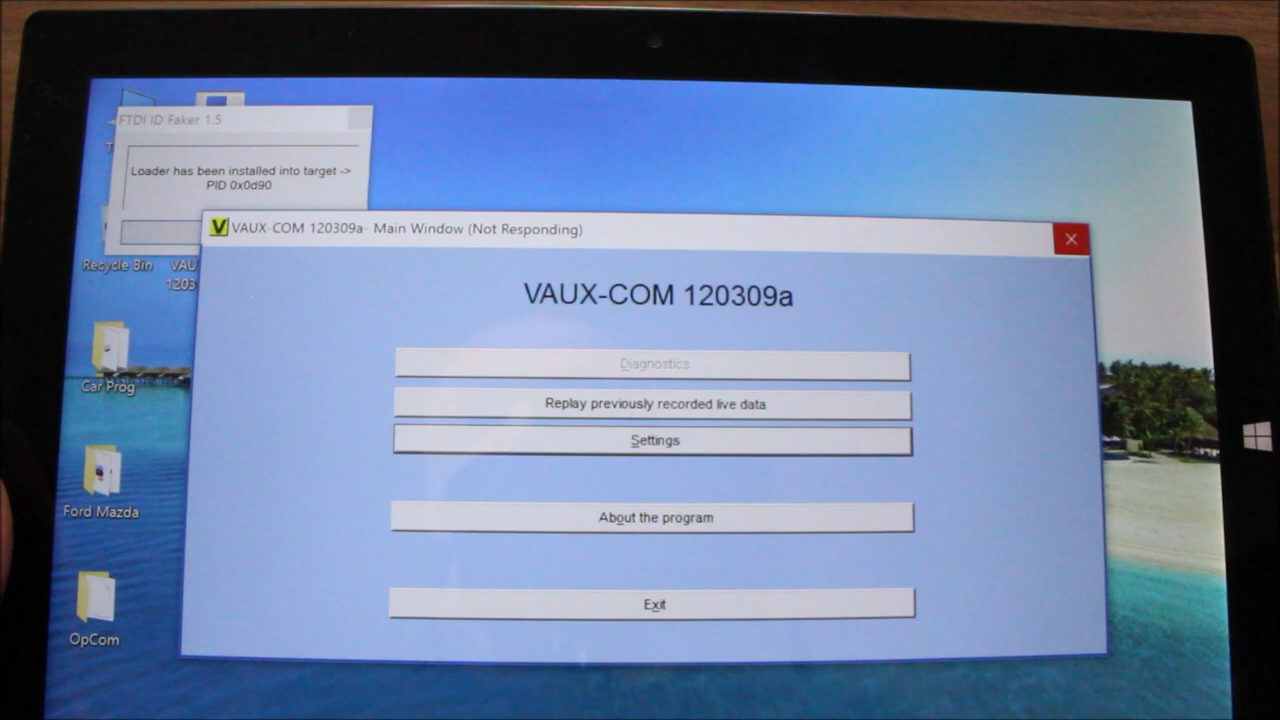 FTDI ID Faker 1.5
Loader has been installed into target ->
PID 0x0d90
VAUX-COM 120309a- Main Window (Not Responding)
VAUX-COM 120309a
Diagnostics
Replay previously recorded live data
Settings
About the program
Exit
Recycle Bin
VAU
1203
Car Prog
Ford Mazda
OpCom